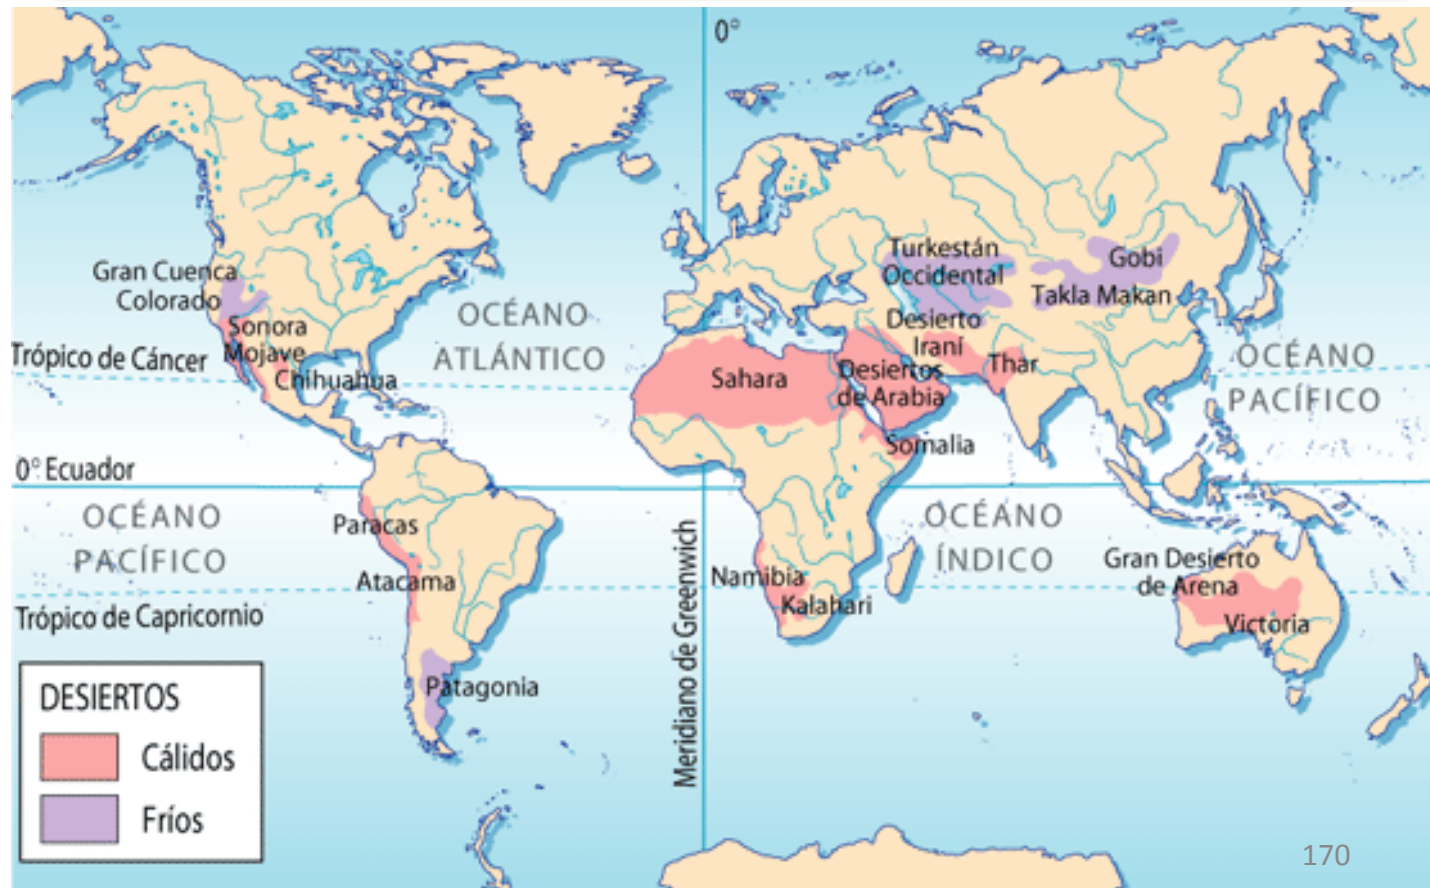 0°
Turkestán
Occidental
Gobi
Takla Makan
Gran Cuenca
Colorado
OCÉANO
ATLÁNTICO
Sonora
Mojave
Chihuahua
Trópico de Cáncer
Desierto
Iraní
Thar
OCÉANO
PACÍFICO
Sahara
Desiertos
de Arabia
Somalia
0° Ecuador
OCÉANO
PACÍFICO
Paracas
Atacama
OCÉANO
ÍNDICO
Namibia
Kalahari
Gran Desierto
de Arena
Victoria
Trópico de Capricornio
Meridiano de Greenwich
Patagonia
DESIERTOS
Cálidos
Fríos
170